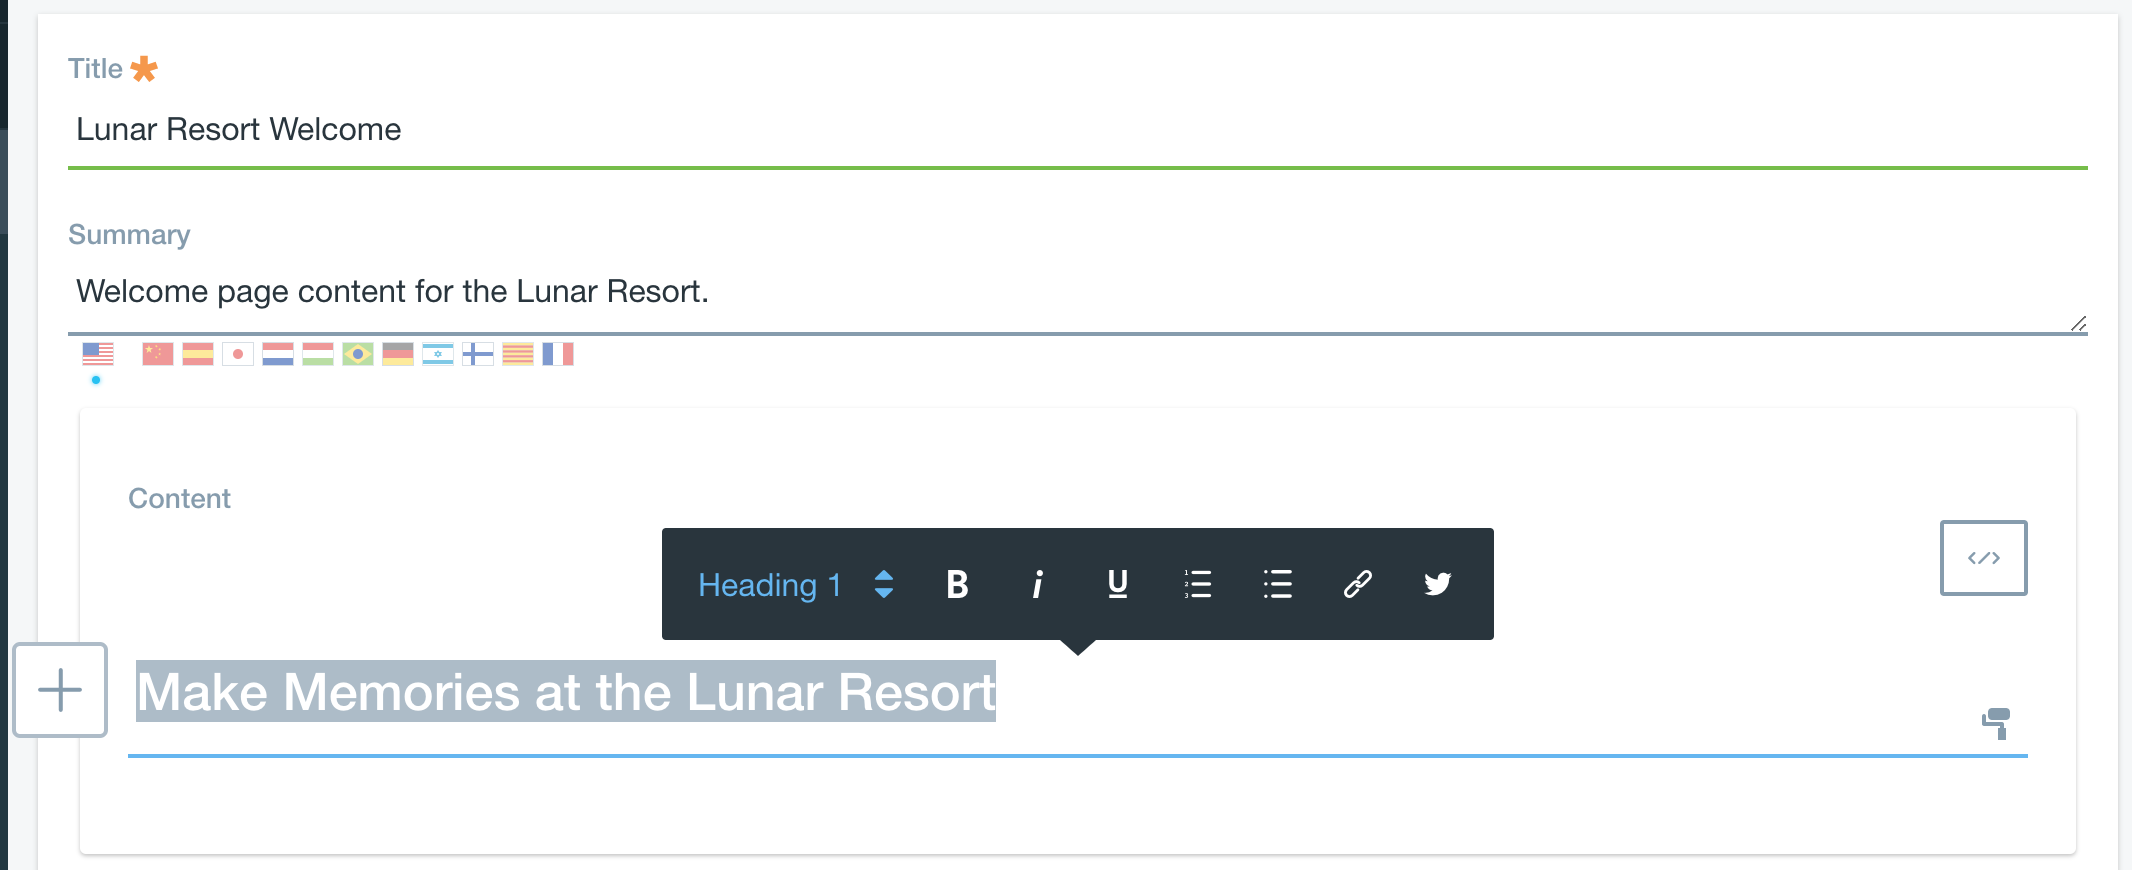 Title
Lunar Resort Welcome
Summary
Welcome page content for the Lunar Resort.
Content
Heading 1 B i U
Make Memories at the Lunar Resort